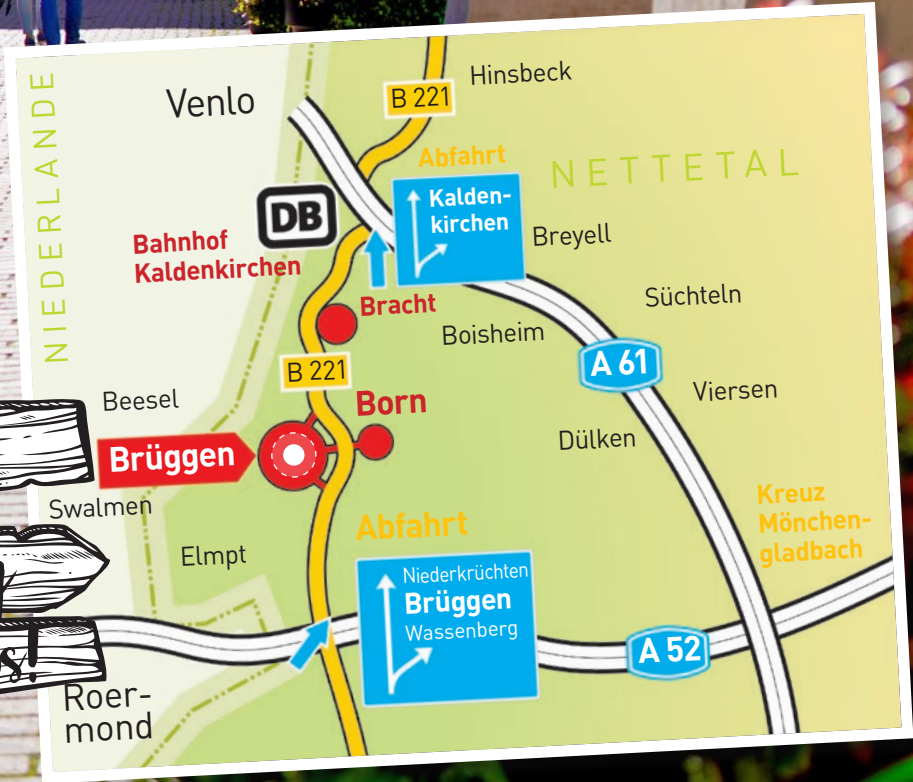 NIEDERLANDE
Venlo
B 221
Hinsbeck
Abfahrt
NETTETAL
DB
Kalden-
kirchen
Breyell
Bahnhof
Kaldenkirchen
Bracht
Süchteln
Boisheim
A 61
B 221
Viersen
Beesel
Born
Dülken
Brüggen
Swalmen
Kreuz
Mönchen-
gladbach
Abfahrt
Elmpt
Niederkrüchten
Brüggen
Wassenberg
A 52
s!
Roer-
mond